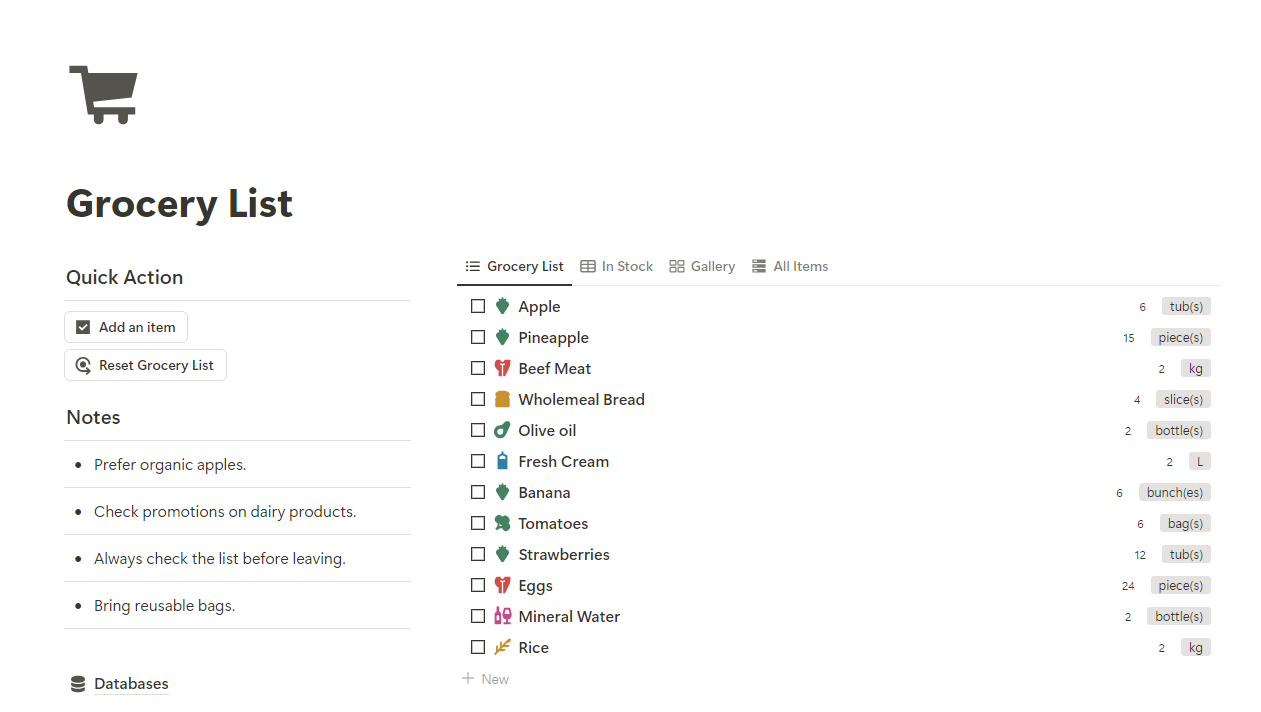 Grocery List
Quick Action
Add an item
Reset Grocery List
Notes
• Prefer organic apples.
• Check promotions on dairy products.
• Always check the list before leaving.
• Bring reusable bags.
Databases
Grocery List In Stock Gallery All Items
Apple 6 tub(s)
Pineapple 15 piece(s)
Beef Meat 2 kg
Wholemeal Bread 4 slice(s)
Olive oil 2 bottle(s)
Fresh Cream 2 L
Banana 6 bunch(es)
Tomatoes 6 bag(s)
Strawberries 12 tub(s)
Eggs 24 piece(s)
Mineral Water 2 bottle(s)
Rice 2 kg
+ New